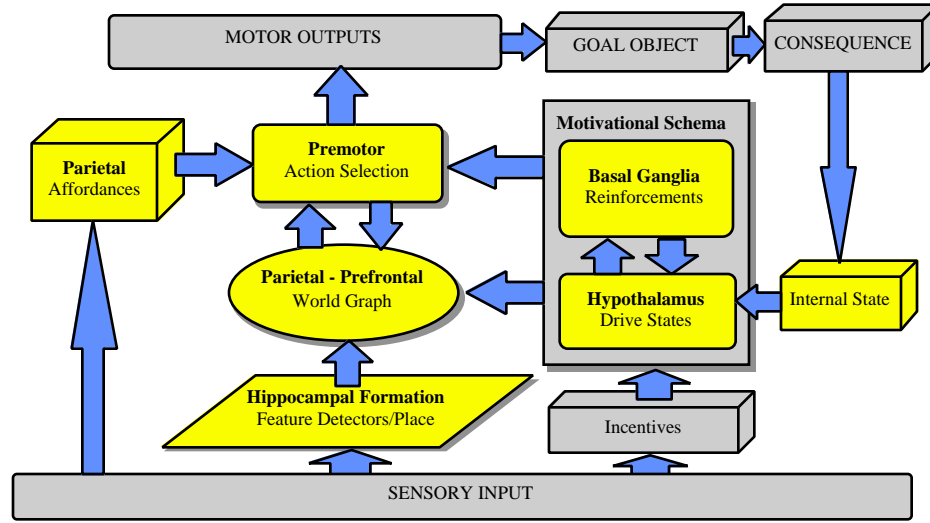 MOTOR OUTPUTS
GOAL OBJECT
CONSEQUENCE
Motivational Schema
Parietal
Affordances
Premotor
Action Selection
Basal Ganglia
Reinforcements
Parietal - Prefrontal
World Graph
Hypothalamus
Drive States
Internal State
Hippocampal Formation
Feature Detectors/Place
Incentives
SENSORY INPUT